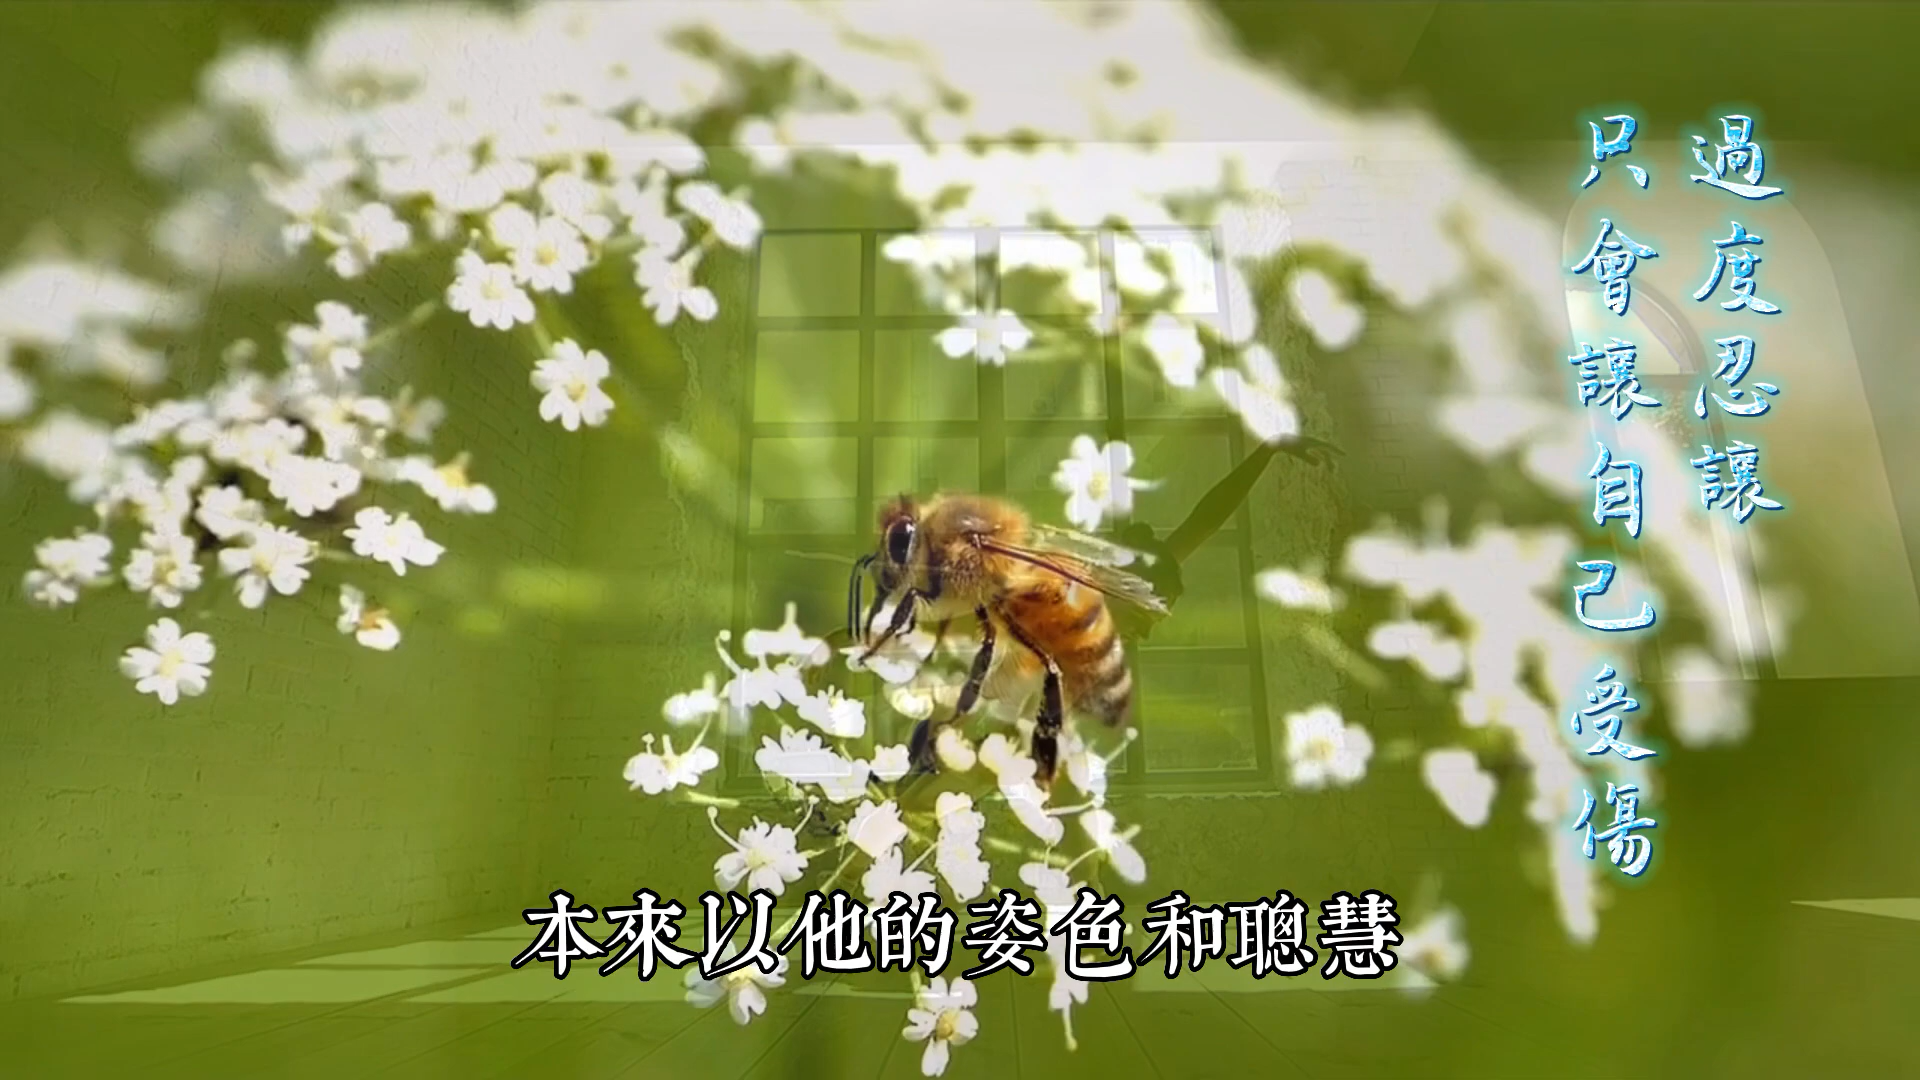 過度忍讓
只會讓自己受傷
本來以他的姿色和聰慧